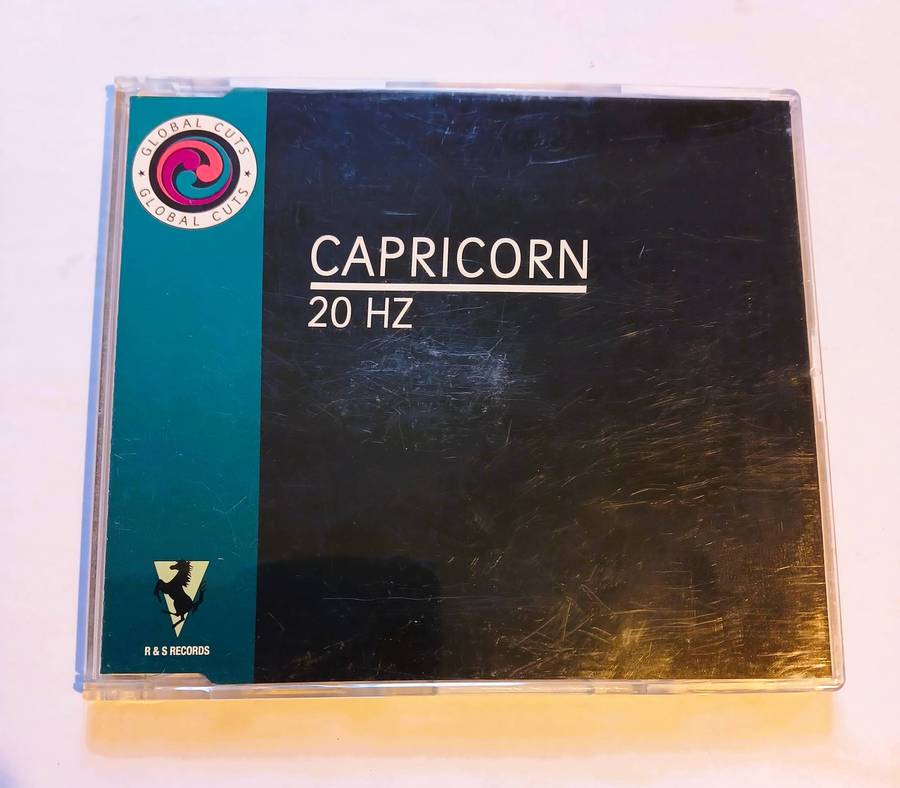 GLOBAL CUTS
GLOBAL CUTS
CAPRICORN
20 HZ
R & S RECORDS